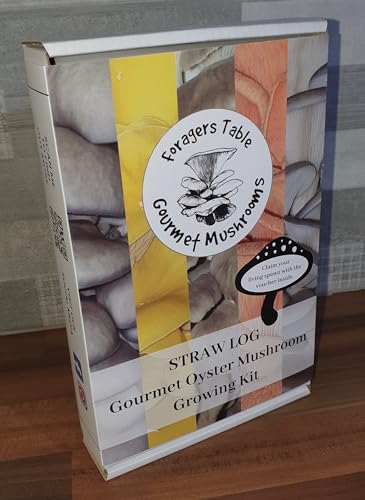 Foragers Table
Gourmet Mushrooms
Claim your
living spawn with the
voucher inside.
STRAW LOG
Gourmet Oyster Mushroom
Growing Kit